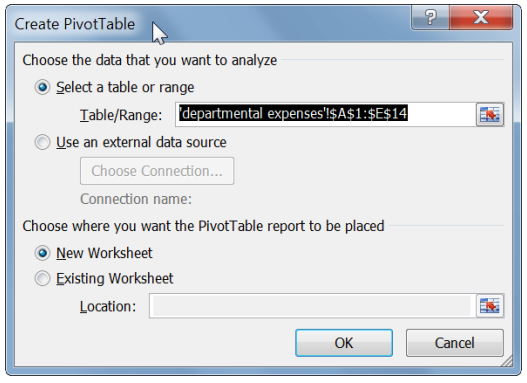 Create PivotTable
Choose the data that you want to analyze
Select a table or range
Table/Range: 'departmental expenses'!$A$1:$E$14
Use an external data source
Choose Connection...
Connection name:
Choose where you want the PivotTable report to be placed
New Worksheet
Existing Worksheet
Location:
OK Cancel